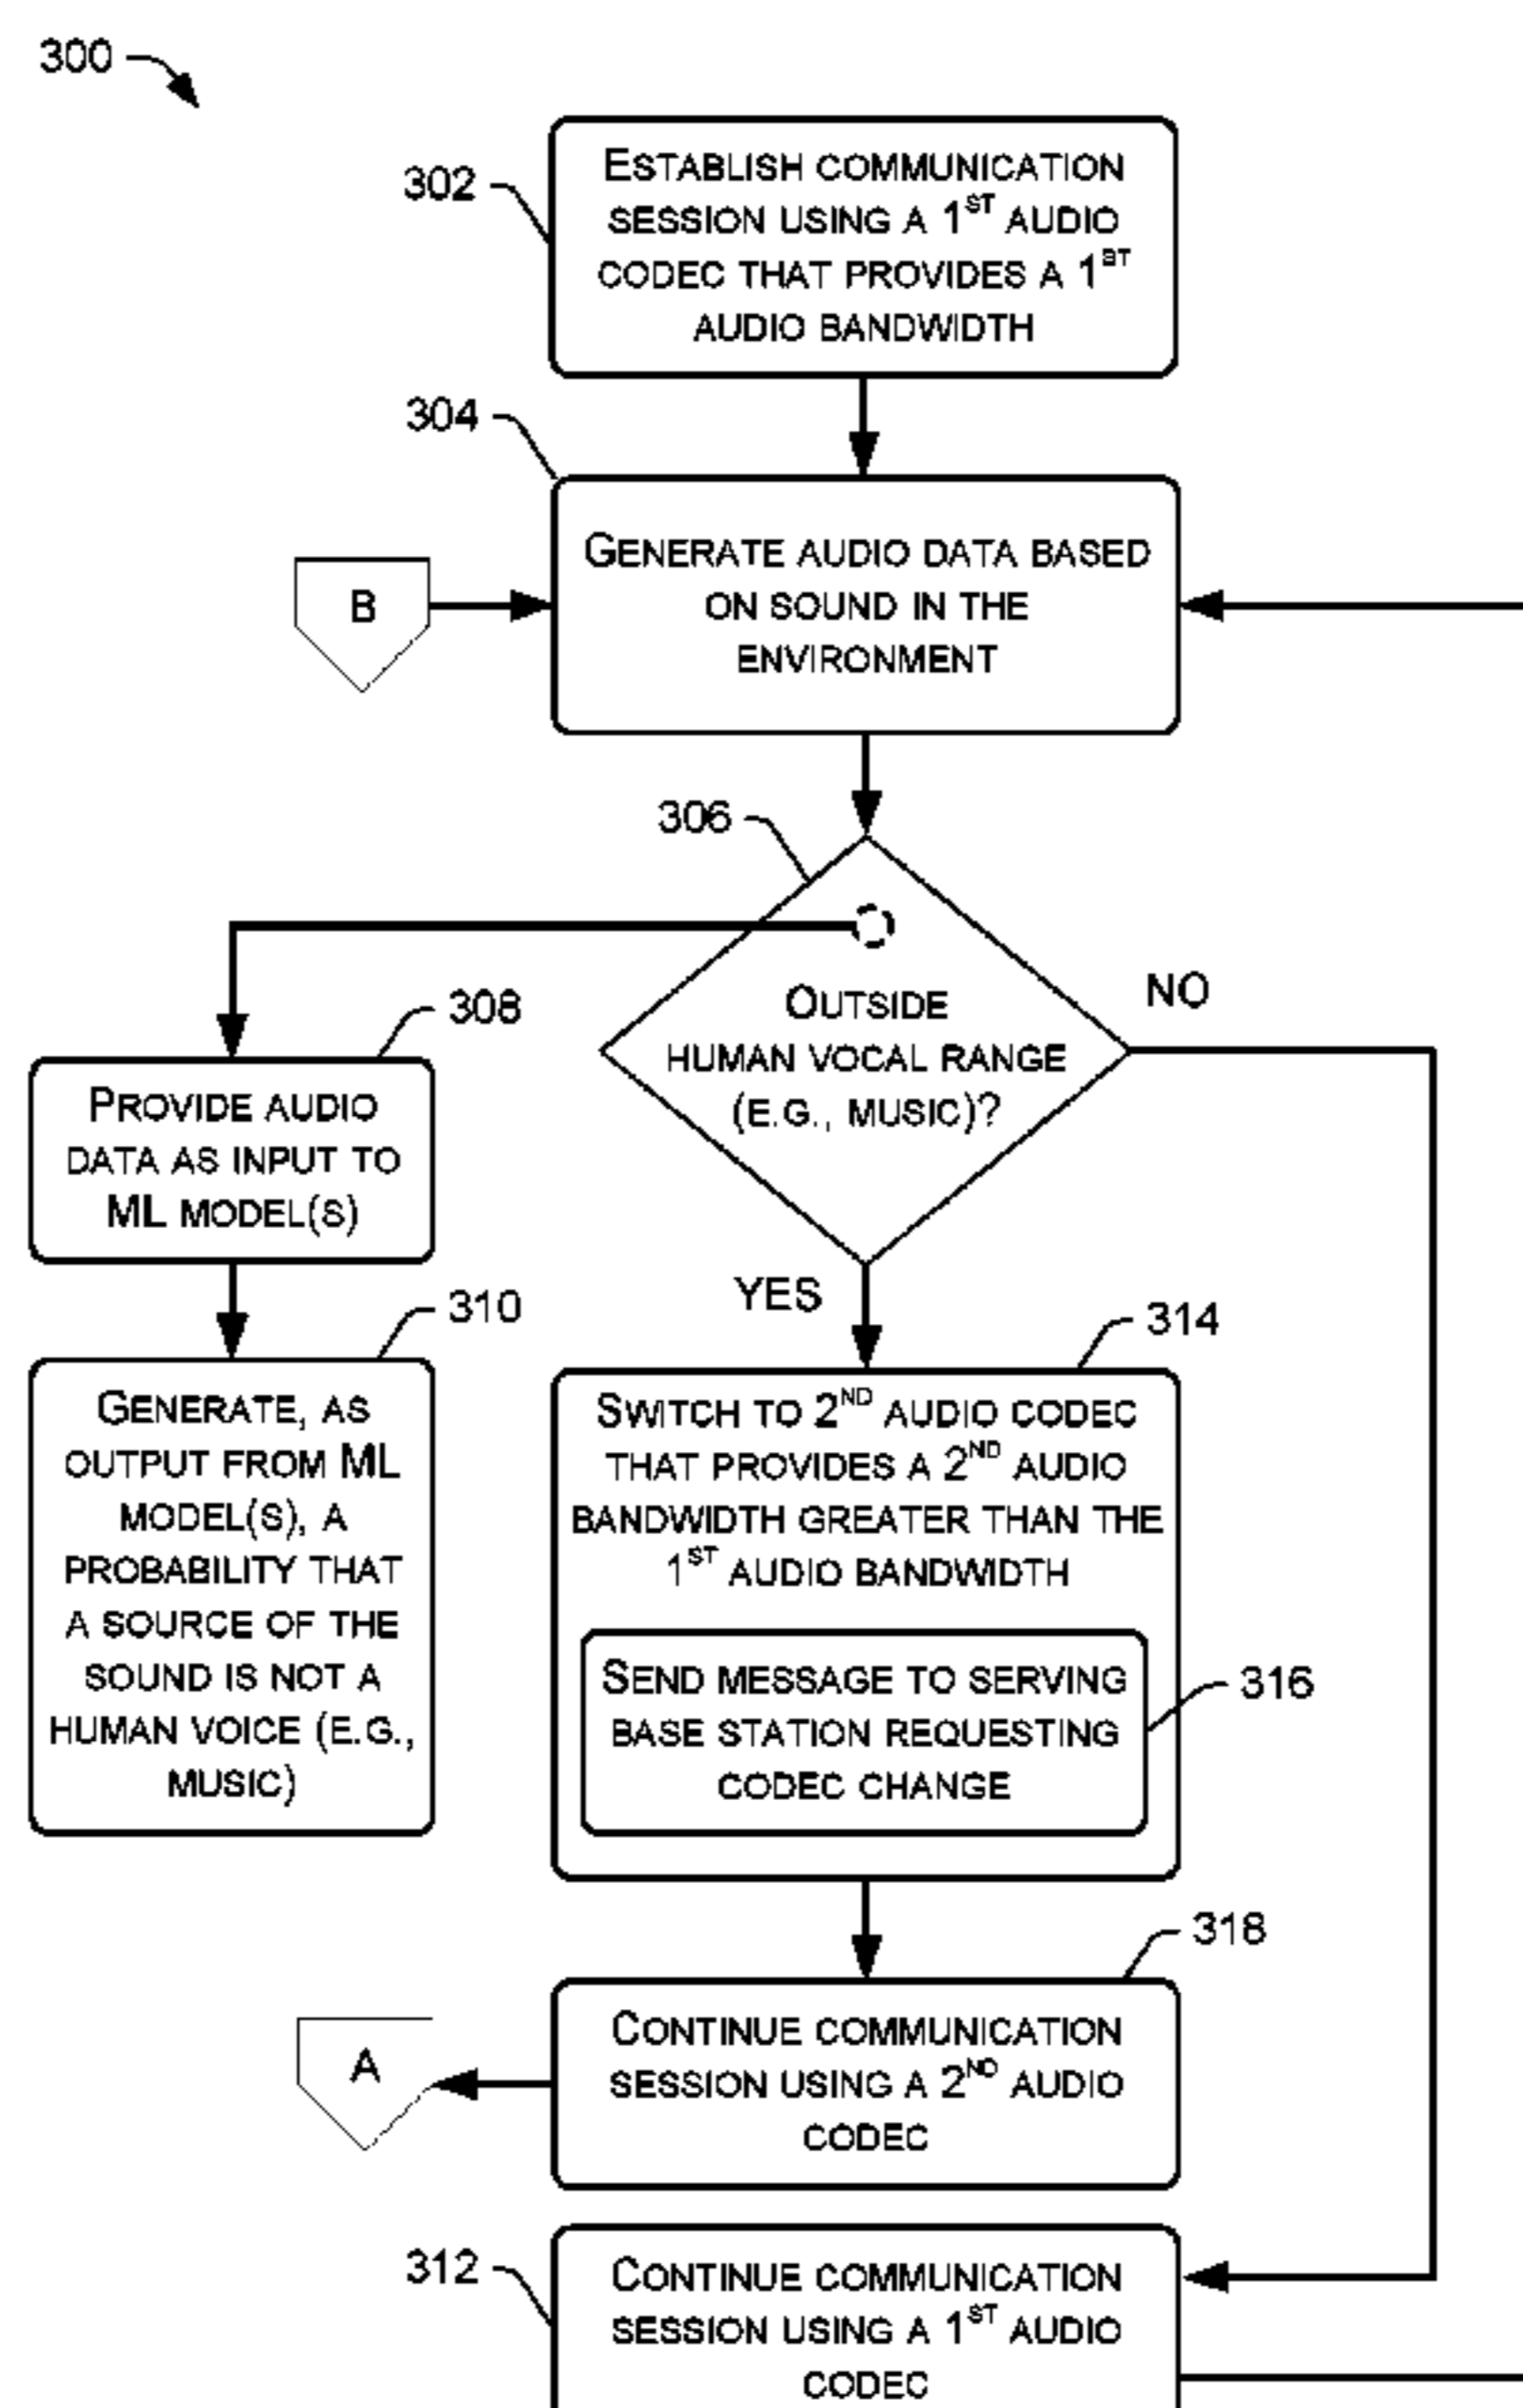 300
302
ESTABLISH COMMUNICATION
SESSION USING A 1ST AUDIO
CODEC THAT PROVIDES A 1ST
AUDIO BANDWIDTH
304
GENERATE AUDIO DATA BASED
ON SOUND IN THE
ENVIRONMENT
B
306
OUTSIDE
HUMAN VOCAL RANGE
(E.G., MUSIC)?
NO
YES
308
PROVIDE AUDIO
DATA AS INPUT TO
ML MODEL(S)
310
GENERATE, AS
OUTPUT FROM ML
MODEL(S), A
PROBABILITY THAT
A SOURCE OF THE
SOUND IS NOT A
HUMAN VOICE (E.G.,
MUSIC)
314
SWITCH TO 2ND AUDIO CODEC
THAT PROVIDES A 2ND AUDIO
BANDWIDTH GREATER THAN THE
1ST AUDIO BANDWIDTH
SEND MESSAGE TO SERVING
BASE STATION REQUESTING
CODEC CHANGE
316
318
CONTINUE COMMUNICATION
SESSION USING A 2ND AUDIO
CODEC
A
312
CONTINUE COMMUNICATION
SESSION USING A 1ST AUDIO
CODEC